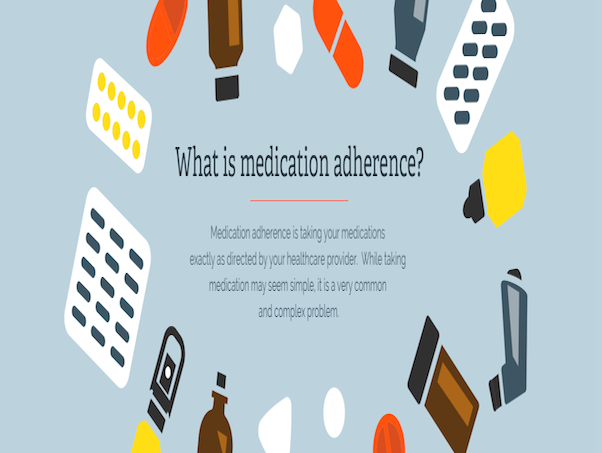 What is medication adherence?
Medication adherence is taking your medications
exactly as directed by your healthcare provider. While taking
medication may seem simple, it is a very common
and complex problem.